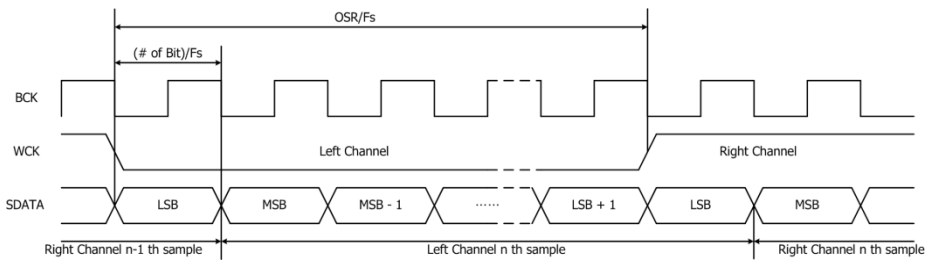 OSR/Fs
(# of Bit)/Fs
BCK
WCK
Left Channel
Right Channel
SDATA
LSB
MSB
MSB - 1
......
LSB + 1
LSB
MSB
Right Channel n-1 th sample
Left Channel n th sample
Right Channel n th sample